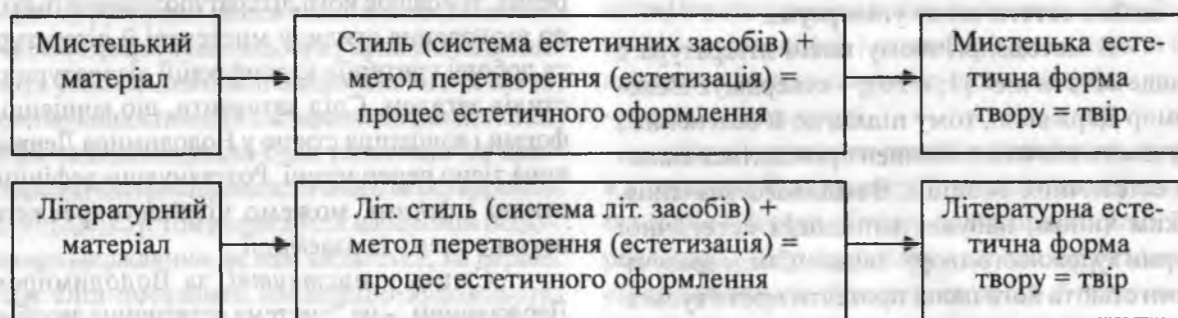 Мистецький
матеріал
Стиль (система естетичних засобів) +
метод перетворення (естетизація) =
процес естетичного оформлення
Мистецька есте-
тична форма
твору = твір
Літературний
матеріал
Літ. стиль (система літ. засобів) +
метод перетворення (естетизація) =
процес естетичного оформлення
Літературна есте-
тична форма
твору = твір